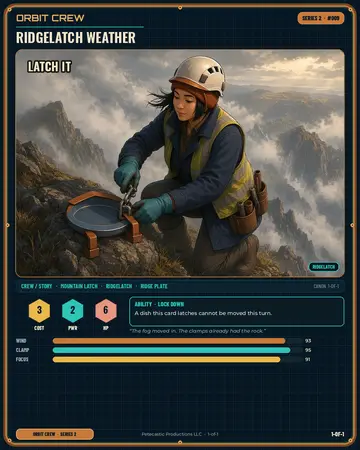 ORBIT CREW
SERIES 2 · #009
RIDGELATCH WEATHER
LATCH IT
RIDGELATCH
CREW / STORY · MOUNTAIN LATCH · RIDGELATCH · RIDGE PLATE
1-OF-1
3
COST
2
PWR
6
HP
ABILITY · LOCK DOWN
A dish this card latches cannot be moved this turn.
"The fog moved in. The clamps already had the rock."
WIND 93
CLAMP 95
FOCUS 91
ORBIT CREW · SERIES 2
Petecastic Productions LLC · 1-of-1
1-OF-1